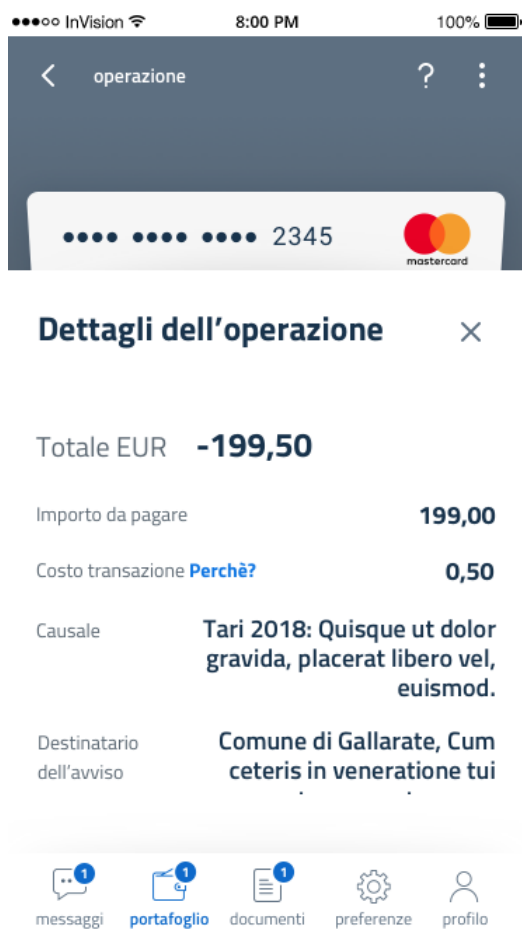 ●●●○○ InVision 8:00 PM 100%
operazione ?
•••• •••• •••• 2345
mastercard
Dettagli dell’operazione ×
Totale EUR -199,50
Importo da pagare 199,00
Costo transazione Perchè? 0,50
Causale Tari 2018: Quisque ut dolor
gravida, placerat libero vel,
euismod.
Destinatario Comune di Gallarate, Cum
dell’avviso ceteris in veneratione tui
1 1 1
messaggi portafoglio documenti preferenze profilo